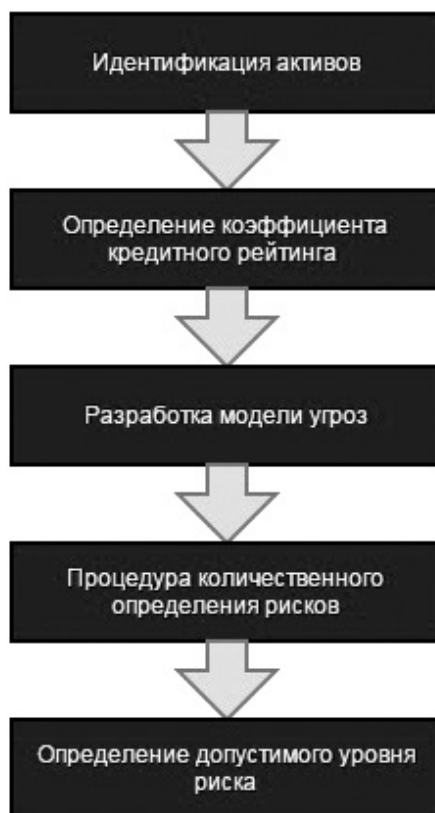 Идентификация активов
Определение коэффициента
кредитного рейтинга
Разработка модели угроз
Процедура количественного
определения рисков
Определение допустимого уровня
риска